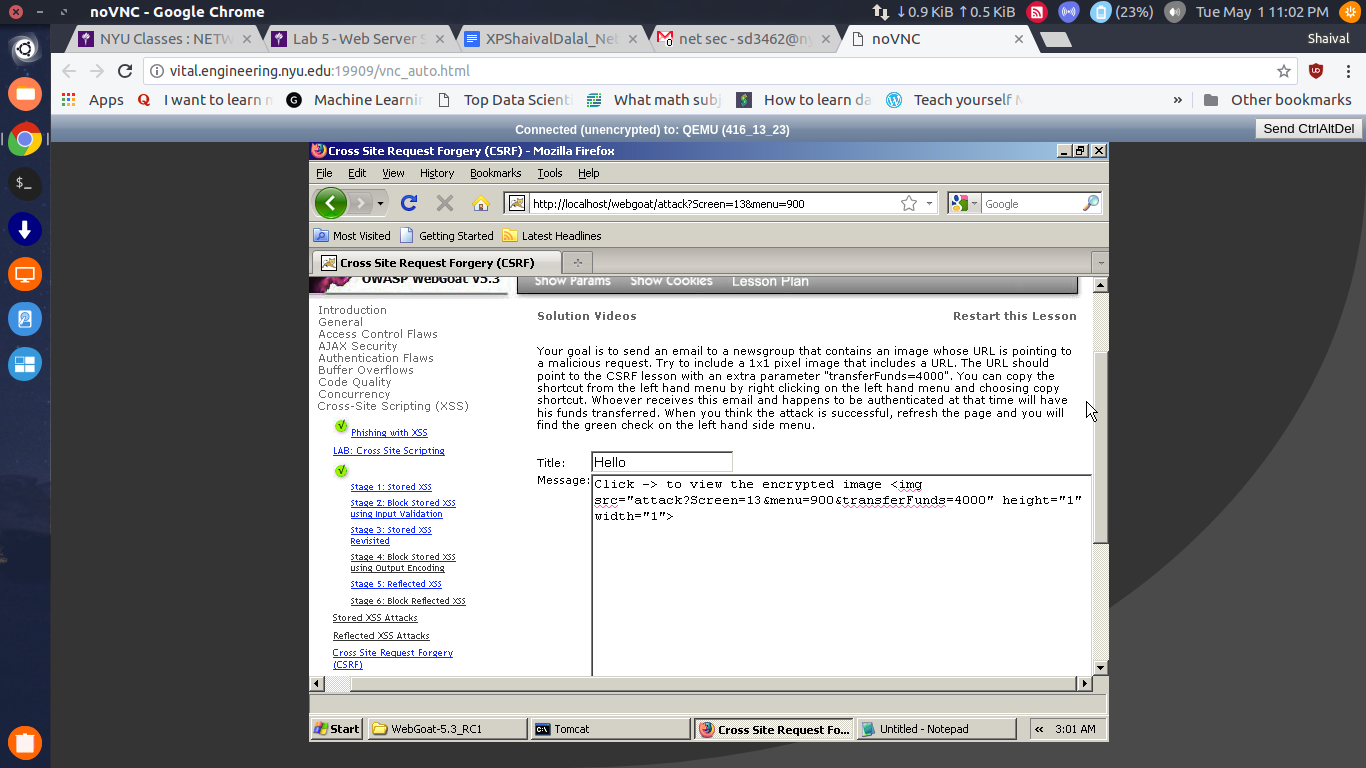 noVNC - Google Chrome
↓0.9 KiB ↑0.5 KiB (23%) Tue May 1 11:02 PM
NYU Classes : NETW Lab 5 - Web Server S XPShaivalDalal_Net net sec - sd3462@ny noVNC Shaival
vital.engineering.nyu.edu:19909/vnc_auto.html
Apps I want to learn Machine Learnin Top Data Scienti What math subj How to learn da Teach yourself » Other bookmarks
Connected (unencrypted) to: QEMU (416_13_23) Send CtrlAltDel
Cross Site Request Forgery (CSRF) - Mozilla Firefox
File Edit View History Bookmarks Tools Help
http://localhost/webgoat/attack?Screen=13&menu=900 Google
Most Visited Getting Started Latest Headlines
Cross Site Request Forgery (CSRF)
OWASP WebGoat V5.3 Show Params Show Cookies Lesson Plan
Introduction
General
Access Control Flaws
AJAX Security
Authentication Flaws
Buffer Overflows
Code Quality
Concurrency
Cross-Site Scripting (XSS)
Phishing with XSS
LAB: Cross Site Scripting
Stage 1: Stored XSS
Stage 2: Block Stored XSS
using Input Validation
Stage 3: Stored XSS
Revisited
Stage 4: Block Stored XSS
using Output Encoding
Stage 5: Reflected XSS
Stage 6: Block Reflected XSS
Stored XSS Attacks
Reflected XSS Attacks
Cross Site Request Forgery
(CSRF)
Solution Videos Restart this Lesson
Your goal is to send an email to a newsgroup that contains an image whose URL is pointing to
a malicious request. Try to include a 1x1 pixel image that includes a URL. The URL should
point to the CSRF lesson with an extra parameter "transferFunds=4000". You can copy the
shortcut from the left hand menu by right clicking on the left hand menu and choosing copy
shortcut. Whoever receives this email and happens to be authenticated at that time will have
his funds transferred. When you think the attack is successful, refresh the page and you will
find the green check on the left hand side menu.
Title: Hello
Message: Click -> to view the encrypted image <img
src="attack?Screen=13&menu=900&transferFunds=4000" height="1"
width="1">
Start WebGoat-5.3_RC1 Tomcat Cross Site Request Fo... Untitled - Notepad « 3:01 AM